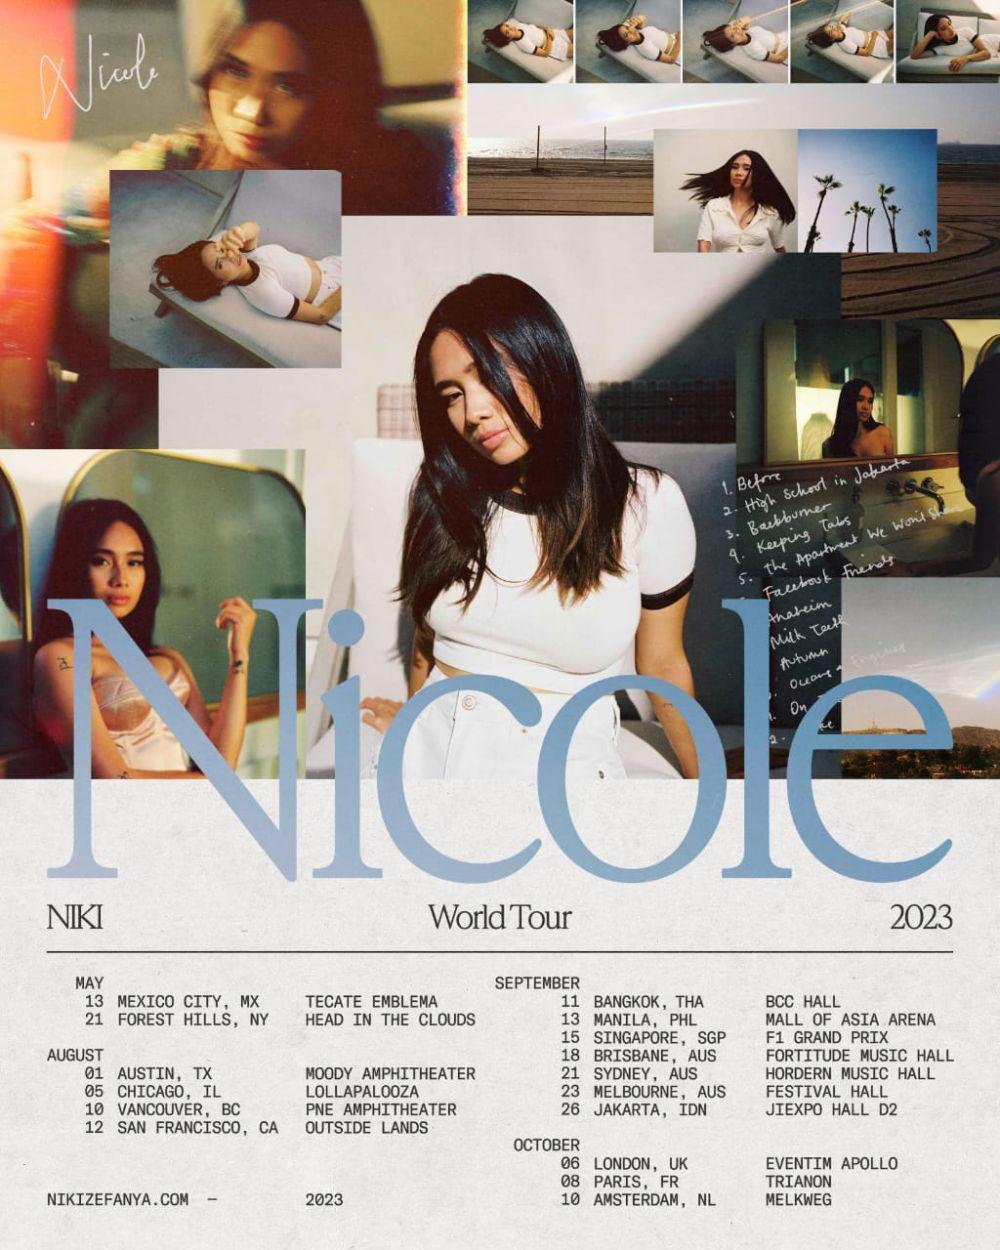 Nicole
1. Before
2. High School in Jakarta
3. Backburner
4. Keeping Tabs
5. The Apartment We Won't Share
Facebook Friends
Anaheim
Milk Teeth
Autumn
Oceans & Engines
On
2.
Nicole
NIKI World Tour 2023
MAY
13 MEXICO CITY, MX TECATE EMBLEMA
21 FOREST HILLS, NY HEAD IN THE CLOUDS
AUGUST
01 AUSTIN, TX MOODY AMPHITHEATER
05 CHICAGO, IL LOLLAPALOOZA
10 VANCOUVER, BC PNE AMPHITHEATER
12 SAN FRANCISCO, CA OUTSIDE LANDS
SEPTEMBER
11 BANGKOK, THA BCC HALL
13 MANILA, PHL MALL OF ASIA ARENA
15 SINGAPORE, SGP F1 GRAND PRIX
18 BRISBANE, AUS FORTITUDE MUSIC HALL
21 SYDNEY, AUS HORDERN MUSIC HALL
23 MELBOURNE, AUS FESTIVAL HALL
26 JAKARTA, IDN JIEXPO HALL D2
OCTOBER
06 LONDON, UK EVENTIM APOLLO
08 PARIS, FR TRIANON
10 AMSTERDAM, NL MELKWEG
NIKIZEFANYA.COM — 2023